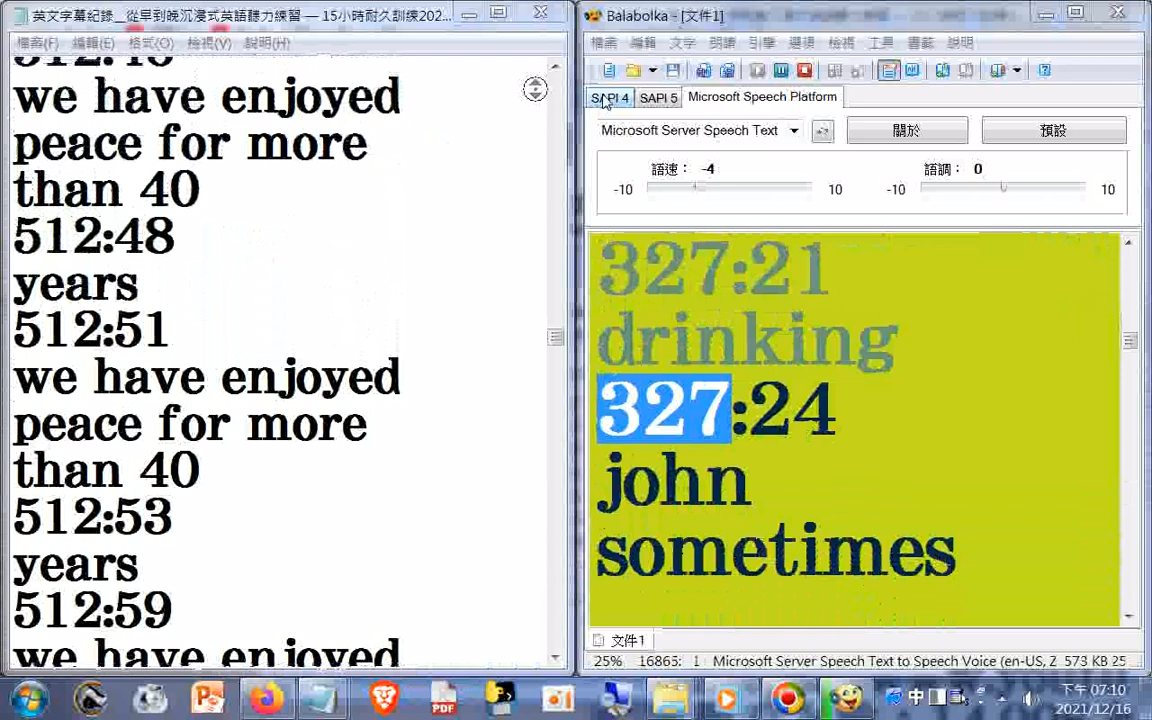 英文字幕紀錄__從早到晚沉浸式英語聽力練習 — 15小時耐久訓練202...
檔案(F) 編輯(E) 格式(O) 檢視(V) 說明(H)
we have enjoyed
peace for more
than 40
512:48
years
512:51
we have enjoyed
peace for more
than 40
512:53
years
512:59
we have enjoyed
Balabolka - [文件1]
檔案 編輯 文字 朗讀 引擎 選項 檢視 工具 書籤 說明
SAPI 4 SAPI 5 Microsoft Speech Platform
Microsoft Server Speech Text 關於 預設
語速: -4 語調: 0
-10 10 -10 10
327:21
drinking
327:24
john
sometimes
文件1
25% 16865: 1 Microsoft Server Speech Text to Speech Voice (en-US, Z 573 KB 25
PDF 中 下午 07:10
2021/12/16